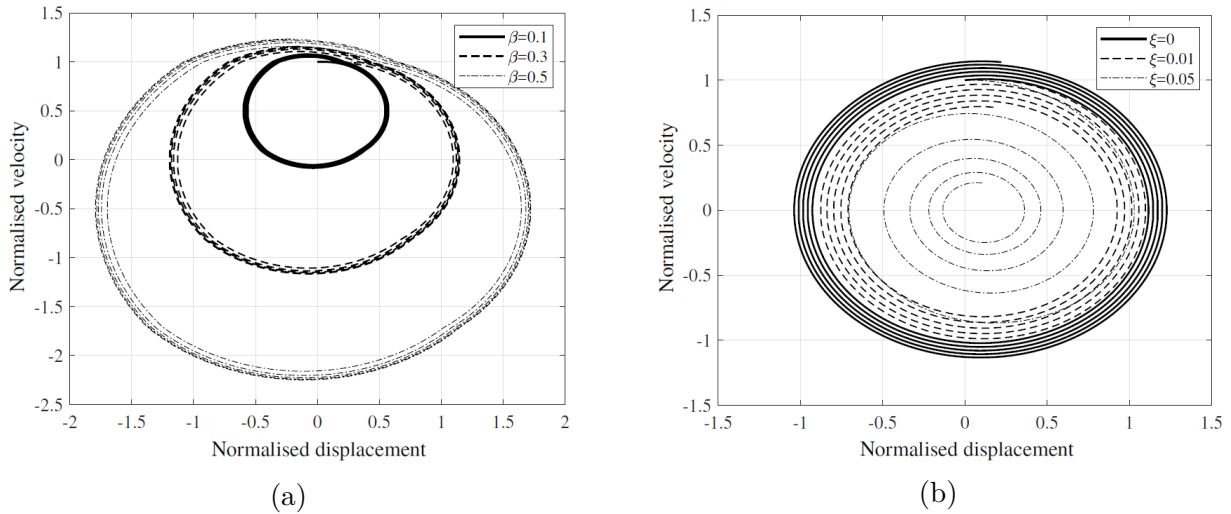 1.5
1
0.5
0
-0.5
-1
-1.5
-2
-2.5
-2
-1.5
-1
-0.5
0
0.5
1
1.5
2
Normalised velocity
Normalised displacement
β=0.1
β=0.3
β=0.5
(a)
1.5
1
0.5
0
-0.5
-1
-1.5
-1.5
-1
-0.5
0
0.5
1
1.5
Normalised velocity
Normalised displacement
ξ=0
ξ=0.01
ξ=0.05
(b)